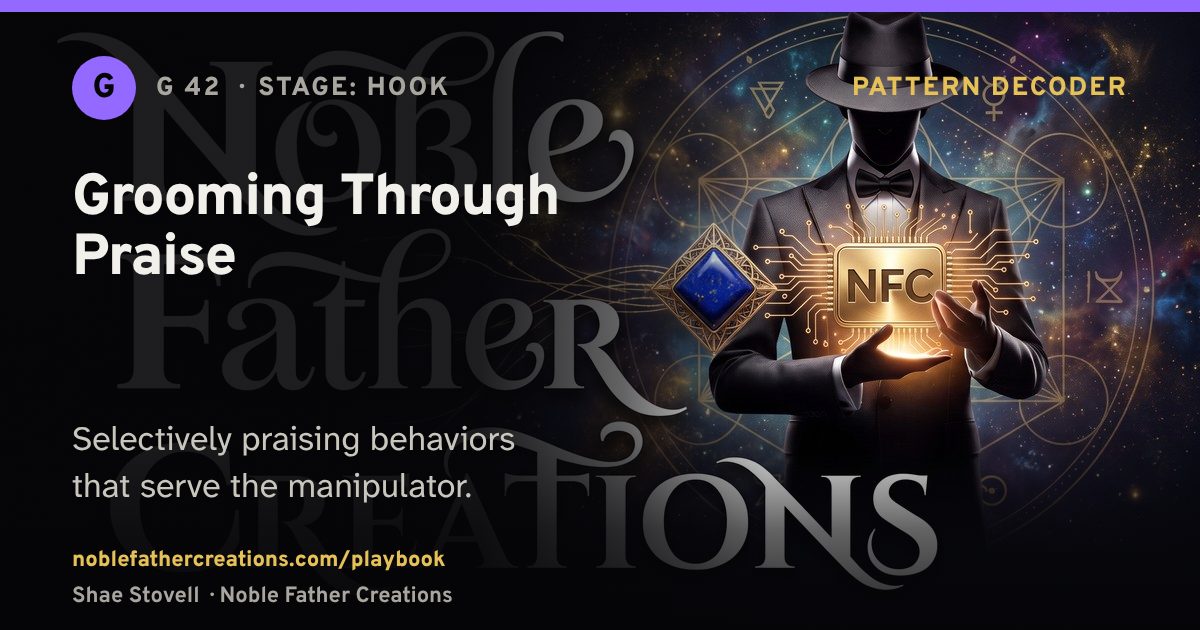 G
G 42 · STAGE: HOOK
PATTERN DECODER
Grooming Through
Praise
NFC
Selectively praising behaviors
that serve the manipulator.
noblefathercreations.com/playbook
Shae Stovell · Noble Father Creations
Noble
Father
Creations